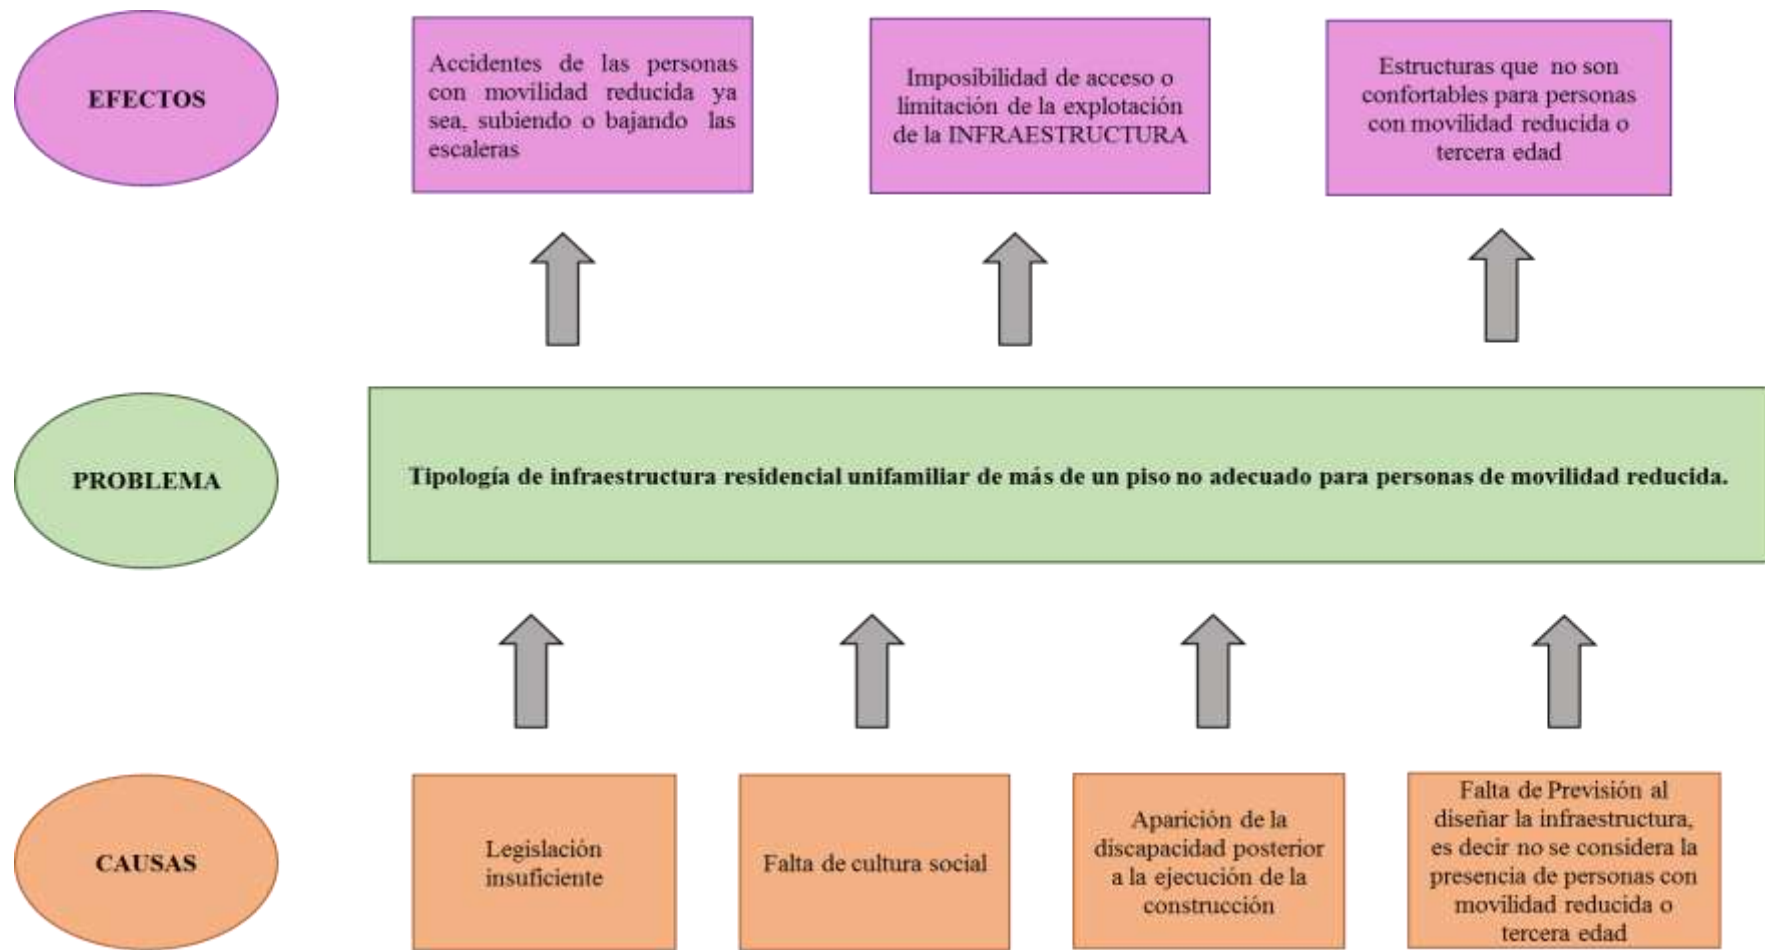 EFECTOS
Accidentes de las personas
con movilidad reducida ya
sea, subiendo o bajando las
escaleras
Imposibilidad de acceso o
limitación de la explotación
de la INFRAESTRUCTURA
Estructuras que no son
confortables para personas
con movilidad reducida o
tercera edad
PROBLEMA
Tipología de infraestructura residencial unifamiliar de más de un piso no adecuado para personas de movilidad reducida.
CAUSAS
Legislación
insuficiente
Falta de cultura social
Aparición de la
discapacidad posterior
a la ejecución de la
construcción
Falta de Previsión al
diseñar la infraestructura,
es decir no se considera la
presencia de personas con
movilidad reducida o
tercera edad